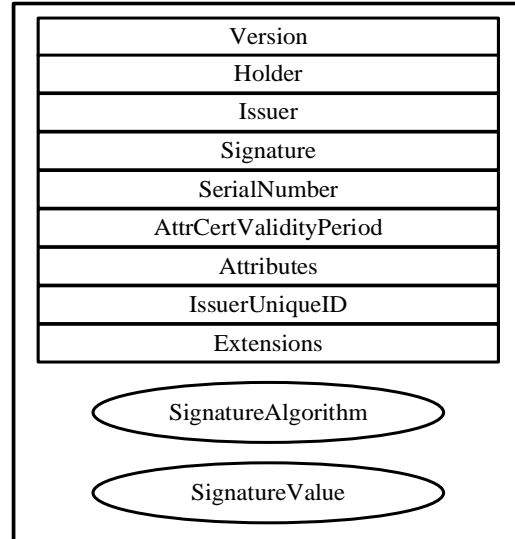 Version
Holder
Issuer
Signature
SerialNumber
AttrCertValidityPeriod
Attributes
IssuerUniqueID
Extensions
SignatureAlgorithm
SignatureValue